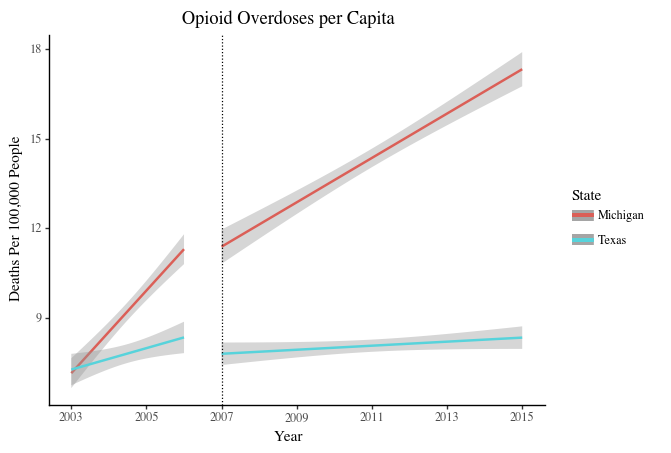 Opioid Overdoses per Capita
Deaths Per 100,000 People
18
15
12
9
2003 2005 2007 2009 2011 2013 2015
Year
State
Michigan
Texas